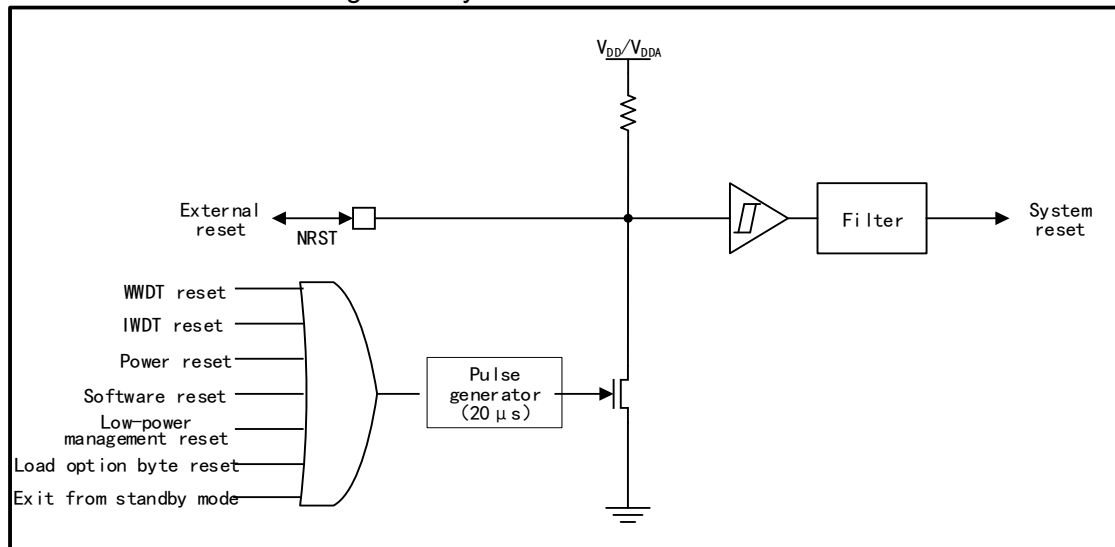 V_DD/V_DDA
External
reset
NRST
Filter
System
reset
WWDT reset
IWDT reset
Power reset
Software reset
Low-power
management reset
Load option byte reset
Exit from standby mode
Pulse
generator
(20μs)